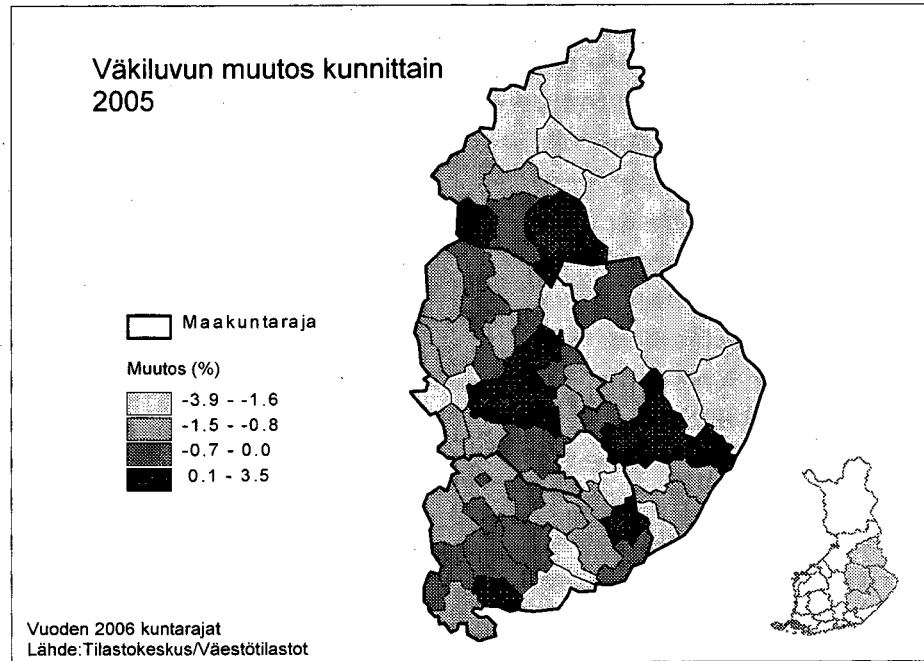 Väkiluvun muutos kunnittain
2005
Maakuntaraja
Muutos (%)
-3.9 - -1.6
-1.5 - -0.8
-0.7 - 0.0
0.1 - 3.5
Vuoden 2006 kuntarajat
Lähde:Tilastokeskus/Väestötilastot